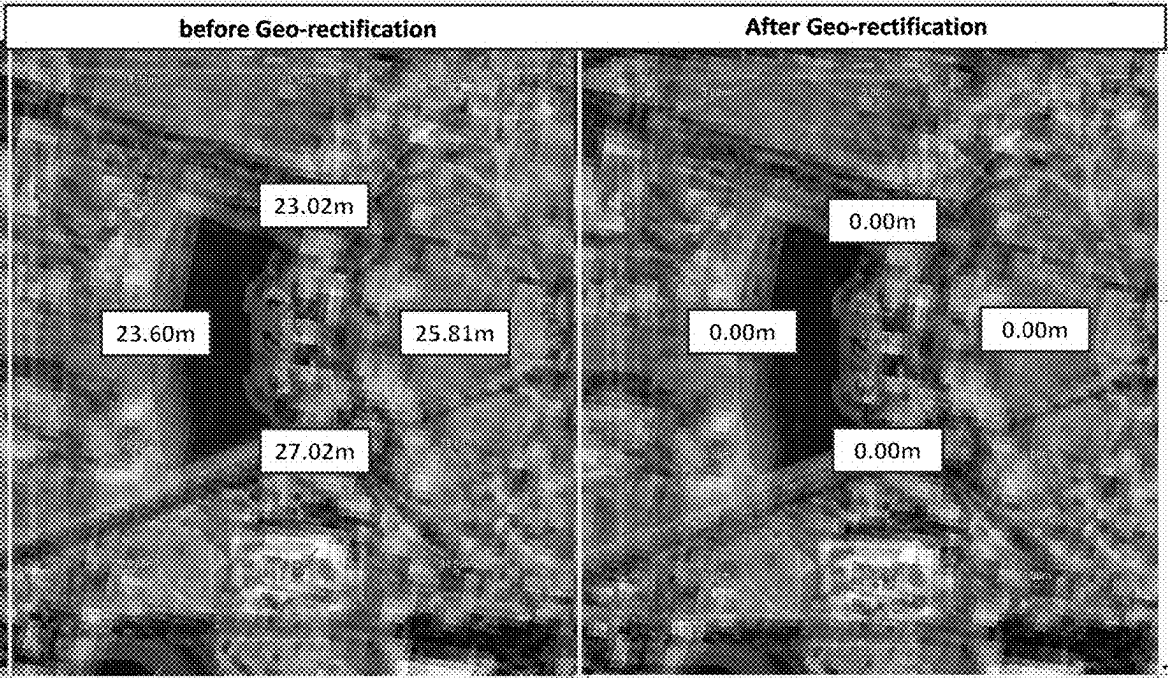 before Geo-rectification
After Geo-rectification
23.02m
23.60m
25.81m
27.02m
0.00m
0.00m
0.00m
0.00m